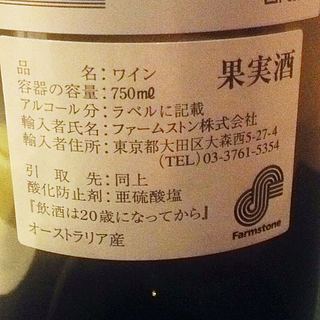 果実酒
品　　　名：ワイン
容器の容量：750㎖
アルコール分：ラベルに記載
輸入者氏名：ファームストン株式会社
輸入者住所：東京都大田区大森西5-27-4
(TEL) 03-3761-5354
引　取　先：同上
酸化防止剤：亜硫酸塩
『飲酒は20歳になってから』
オーストラリア産
Farmstone